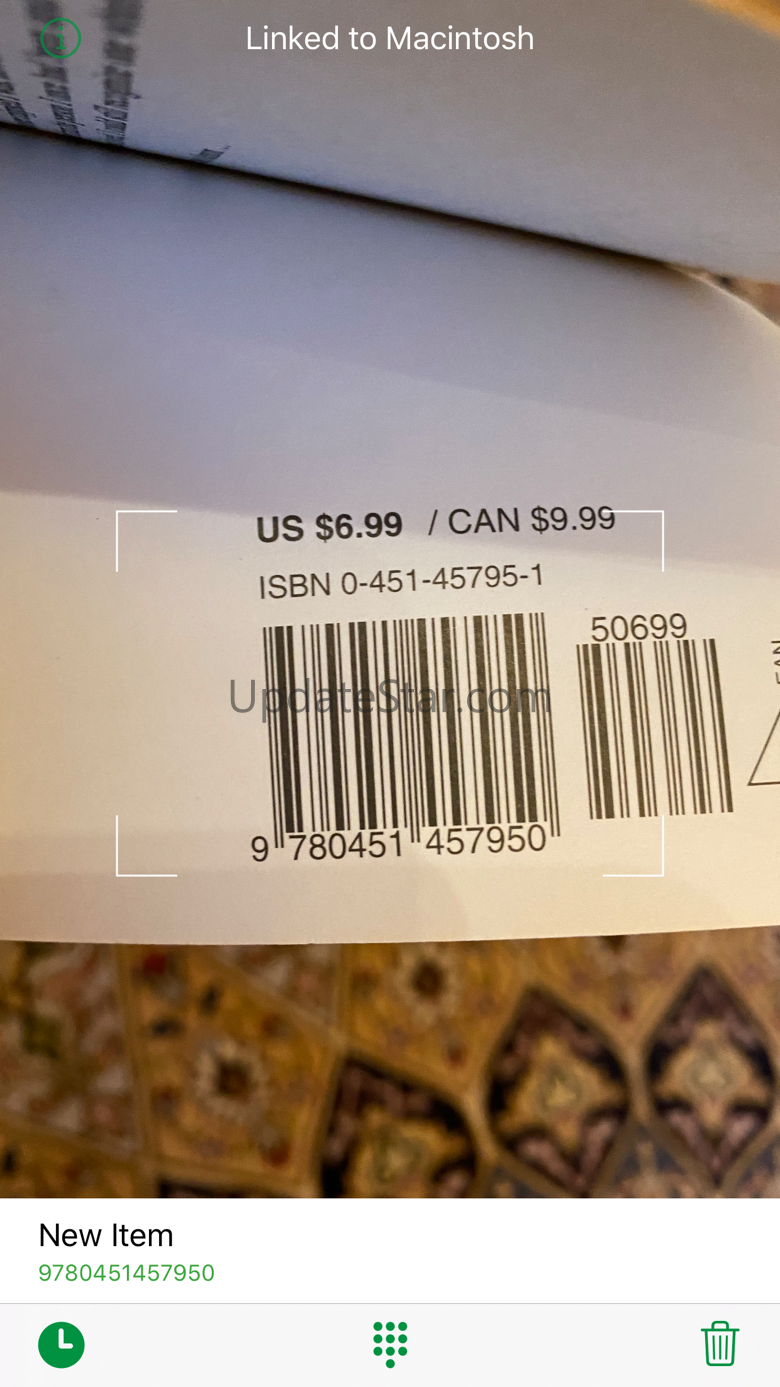 Linked to Macintosh
US $6.99 / CAN $9.99
ISBN 0-451-45795-1
50699
UpdateStar.com
9 780451 457950
New Item
9780451457950